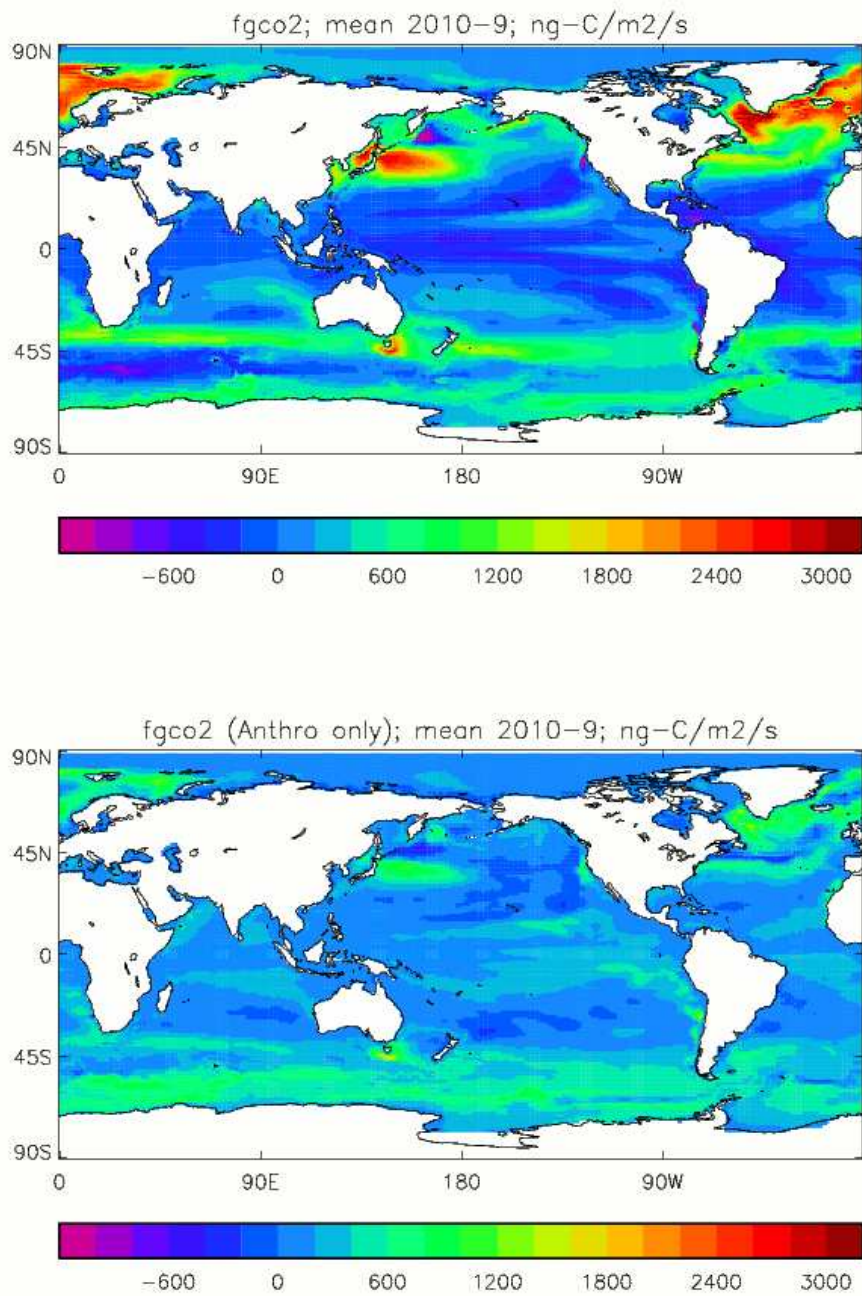 fgco2; mean 2010-9; ng-C/m2/s
90N
45N
0
45S
90S
0 90E 180 90W
-600 0 600 1200 1800 2400 3000
fgco2 (Anthro only); mean 2010-9; ng-C/m2/s
90N
45N
0
45S
90S
0 90E 180 90W
-600 0 600 1200 1800 2400 3000